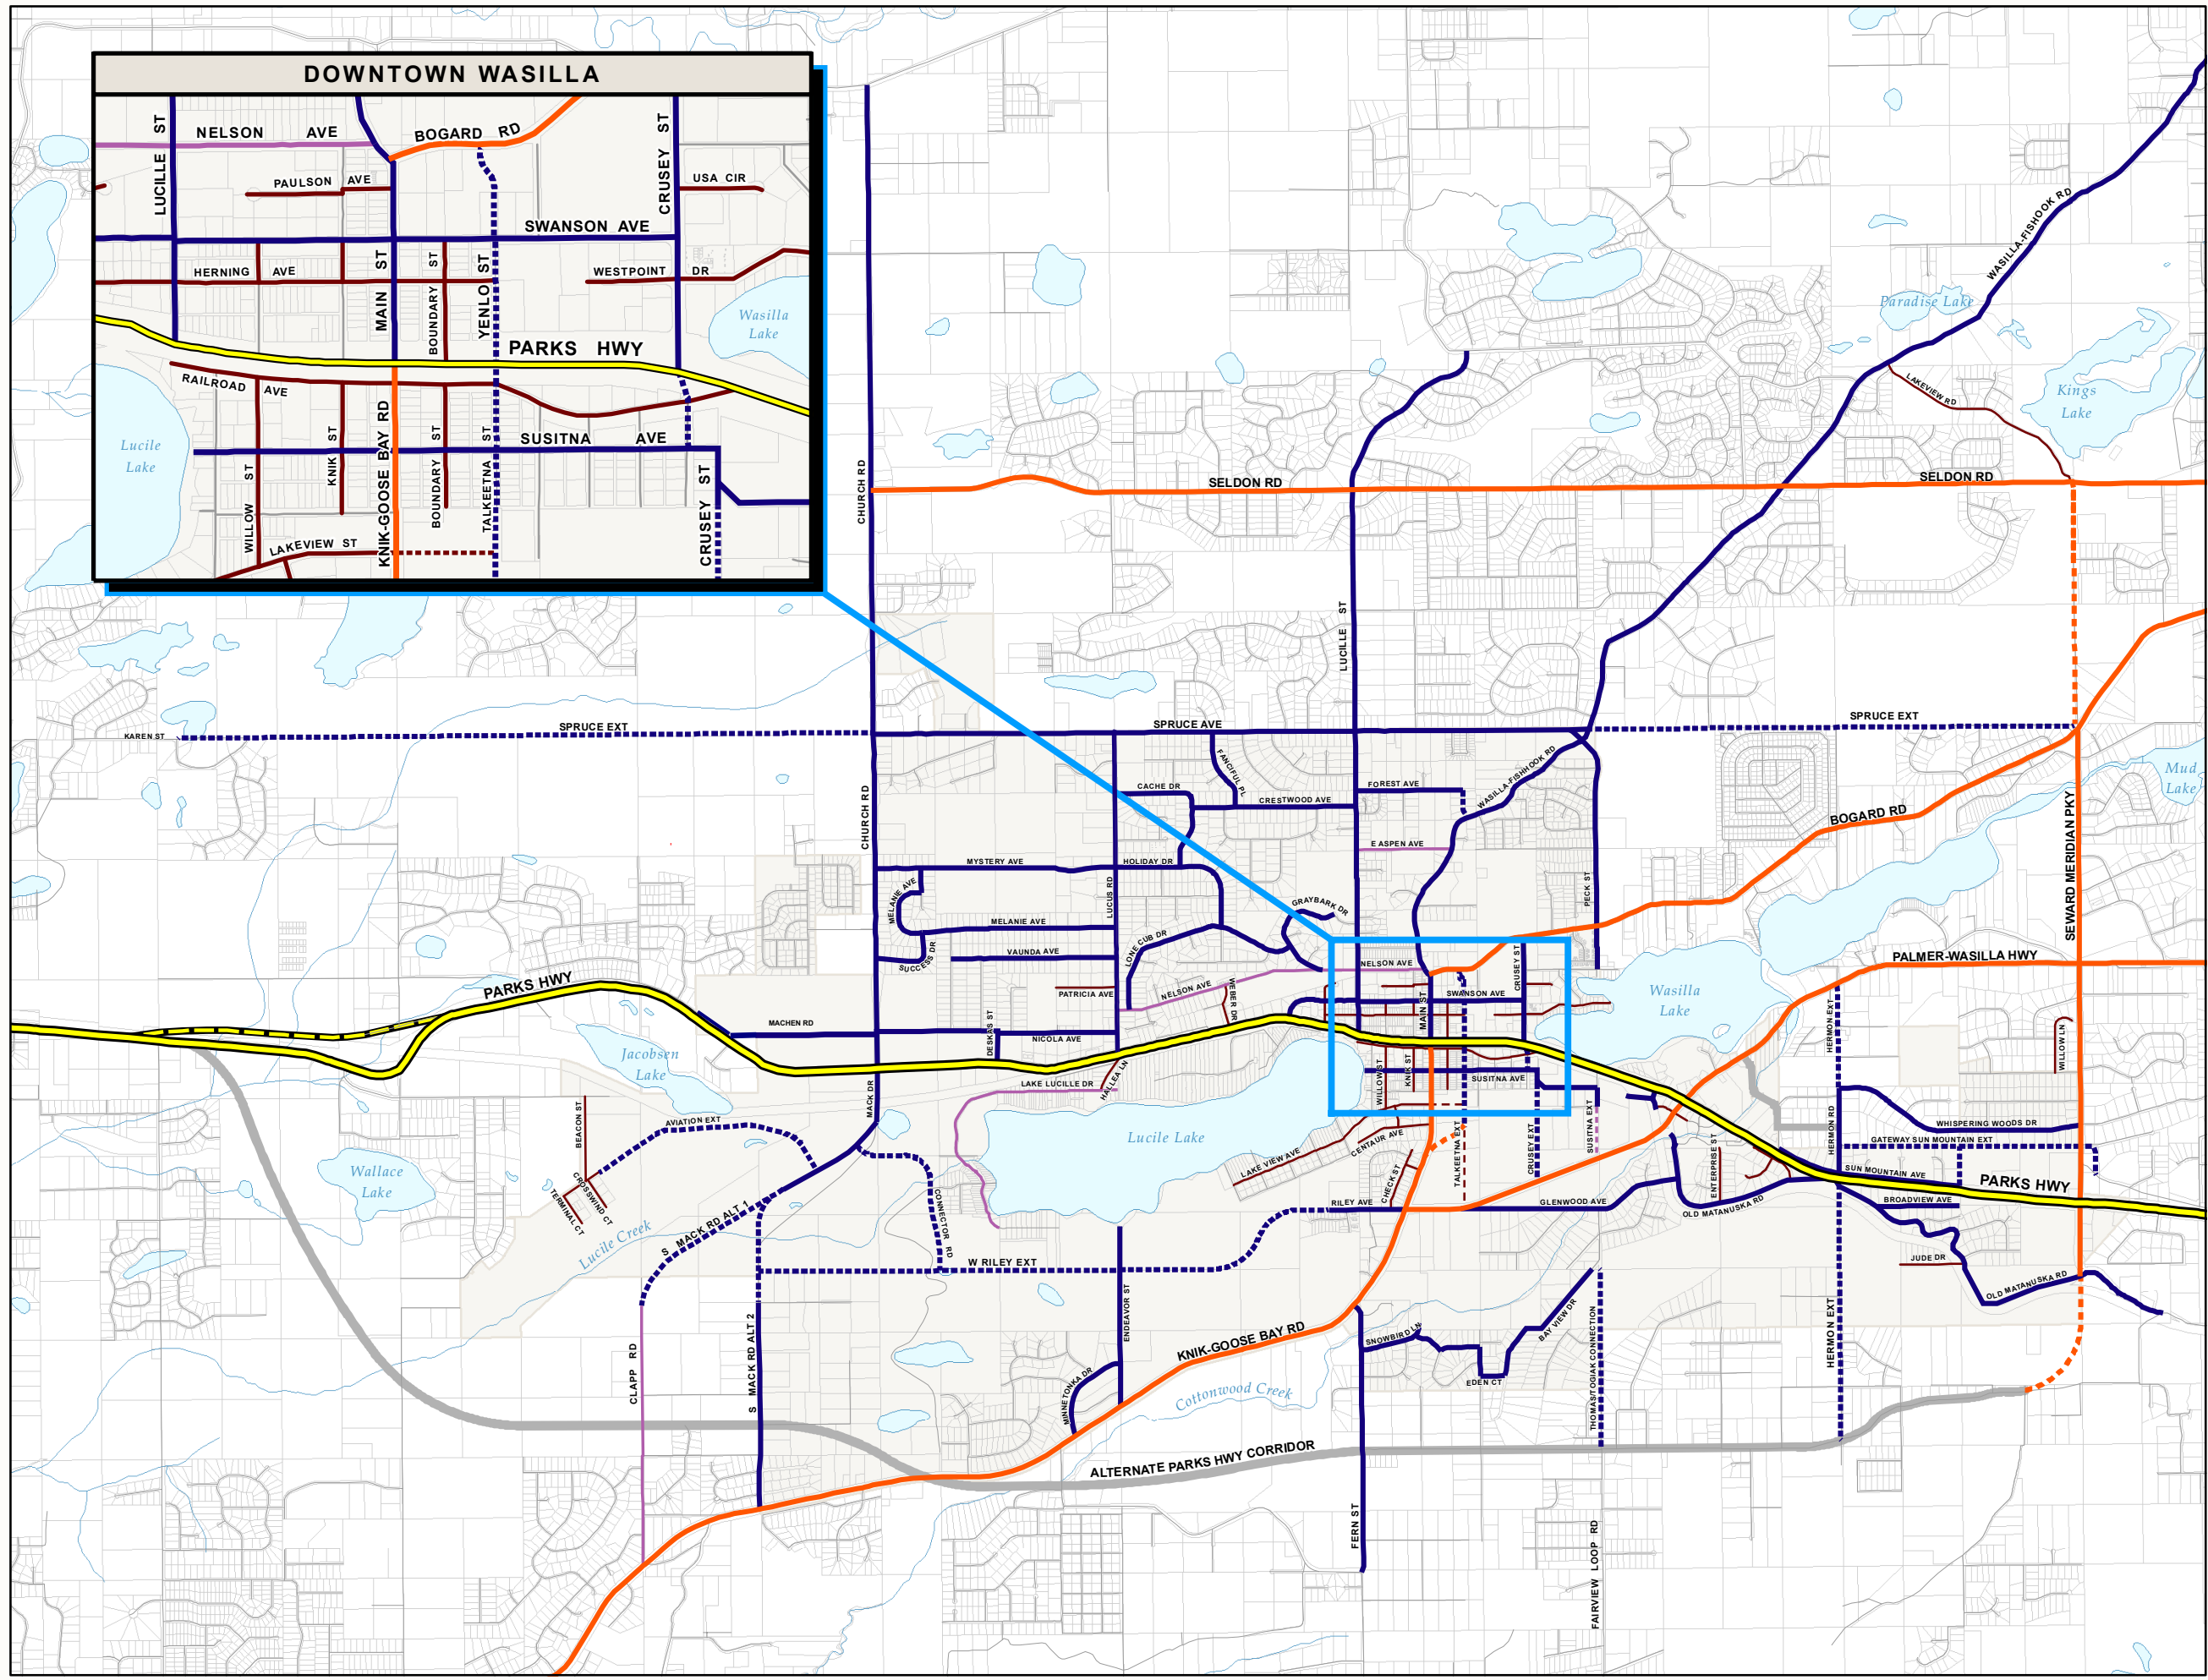 DOWNTOWN WASILLA
LUCILLE ST
NELSON AVE
BOGARD RD
CRUSEY ST
PAULSON AVE
USA CIR
SWANSON AVE
HERNING AVE
MAIN ST
BOUNDARY ST
YENLO ST
WESTPOINT DR
Wasilla
Lake
PARKS HWY
RAILROAD AVE
Lucile
Lake
KNIK ST
KNIK-GOOSE BAY RD
BOUNDARY ST
TALKEETNA ST
SUSITNA AVE
WILLOW ST
LAKEVIEW ST
CRUSEY ST
WASILLA-FISHOOK RD
Paradise Lake
LAKEVIEW RD
Kings
Lake
CHURCH RD
SELDON RD
SELDON RD
LUCILLE ST
KAREN ST
SPRUCE EXT
SPRUCE AVE
SPRUCE EXT
Mud
Lake
CHURCH RD
CACHE DR
FANCIFUL PL
CRESTWOOD AVE
FOREST AVE
WASILLA-FISHHOOK RD
BOGARD RD
SEWARD MERIDIAN PKY
E ASPEN AVE
MYSTERY AVE
HOLIDAY DR
MELANIE AVE
LUCUS RD
PECK ST
GRAYBARK DR
MELANIE AVE
LONE CUB DR
SUCCESS DR
VAUNDA AVE
NELSON AVE
CRUSEY ST
PALMER-WASILLA HWY
PARKS HWY
PATRICIA AVE
NELSON AVE
WEBER DR
SWANSON AVE
MAIN ST
Wasilla
Lake
HERMON EXT
MACHEN RD
DESKAS ST
NICOLA AVE
WILLOW LN
Jacobsen
Lake
HALLEA LN
LAKE LUCILLE DR
WILLOW ST
KNIK ST
SUSITNA AVE
MACK DR
BEACON ST
AVIATION EXT
Lucile Lake
CENTAUR AVE
LAKE VIEW AVE
TALKEETNA EXT
CRUSEY EXT
SUSITNA EXT
HERMON RD
WHISPERING WOODS DR
GATEWAY SUN MOUNTAIN EXT
Wallace
Lake
CROSSWIND CT
TERMINAL CT
CHECK ST
ENTERPRISE ST
SUN MOUNTAIN AVE
PARKS HWY
BROADVIEW AVE
RILEY AVE
GLENWOOD AVE
OLD MATANUSKA RD
S MACK RD ALT 1
CONNECTOR RD
Lucile Creek
W RILEY EXT
JUDE DR
OLD MATANUSKA RD
ENDEAVOR ST
KNIK-GOOSE BAY RD
SNOWBIRD LN
BAY VIEW DR
THOMAS/TOGIAK CONNECTION
HERMON EXT
CLAPP RD
S MACK RD ALT 2
MINNETONKA DR
Cottonwood Creek
EDEN CT
ALTERNATE PARKS HWY CORRIDOR
FERN ST
FAIRVIEW LOOP RD